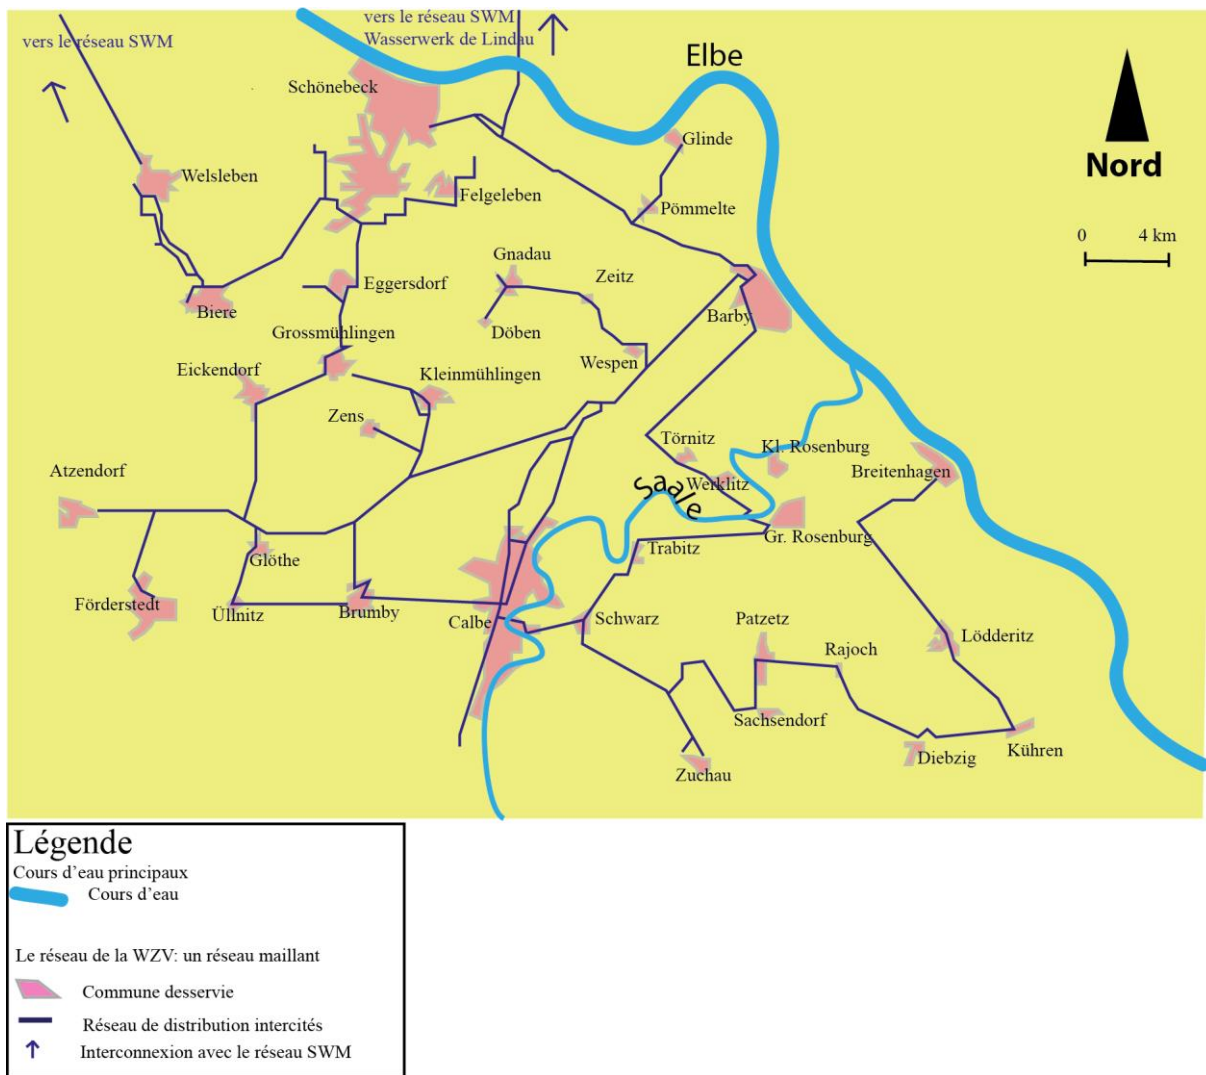 vers le réseau SWM
vers le réseau SWM
Wasserwerk de Lindau
Elbe
Schönebeck
Glinde
Nord
Welsleben
Felgeleben
Pömmelte
0 4 km
Gnadau
Zeitz
Eggersdorf
Biere
Barby
Grossmühlingen
Döben
Wespen
Eickendorf
Kleinmühlingen
Zens
Törnitz
Kl. Rosenburg
Atzendorf
Breitenhagen
Werklitz
Saale
Gr. Rosenburg
Trabitz
Glöthe
Förderstedt
Üllnitz
Brumby
Calbe
Schwarz
Patzetz
Rajoch
Lödderitz
Sachsendorf
Kühren
Diebzig
Zuchau
Légende
Cours d'eau principaux
Cours d'eau
Le réseau de la WZV: un réseau maillant
Commune desservie
Réseau de distribution intercités
Interconnexion avec le réseau SWM